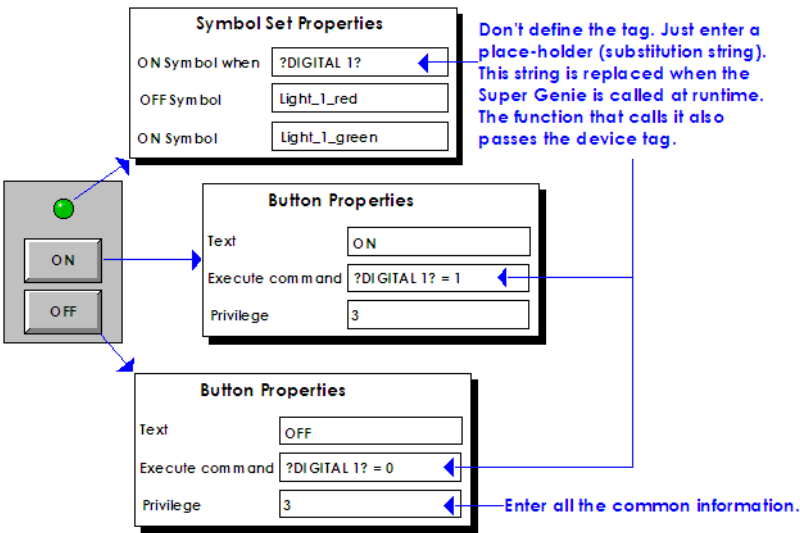 Symbol Set Properties
ON Symbol when ?DIGITAL 1?
OFF Symbol Light_1_red
ON Symbol Light_1_green
Don't define the tag. Just enter a
place-holder (substitution string).
This string is replaced when the
Super Genie is called at runtime.
The function that calls it also
passes the device tag.
ON
OFF
Button Properties
Text ON
Execute command ?DIGITAL 1? = 1
Privilege 3
Button Properties
Text OFF
Execute command ?DIGITAL 1? = 0
Privilege 3
Enter all the common information.